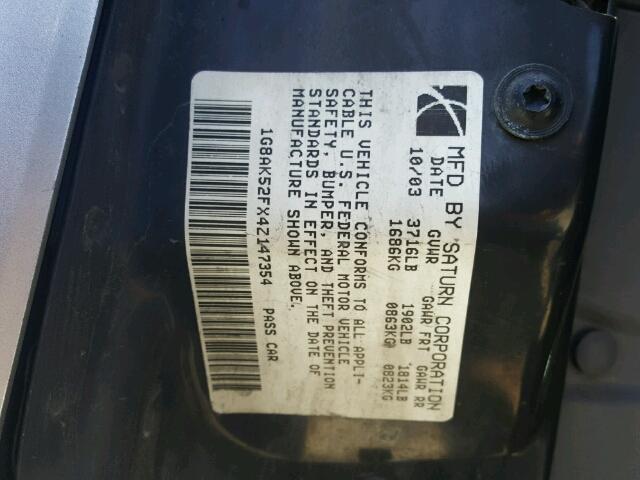 MFD BY SATURN CORPORATION
DATE GVWR GAWR FRT GAWR RR
10/03 3716LB 1902LB 1814LB
1686KG 0863KG 0823KG
THIS VEHICLE CONFORMS TO ALL APPLI-
CABLE U.S. FEDERAL MOTOR VEHICLE
SAFETY, BUMPER, AND THEFT PREVENTION
STANDARDS IN EFFECT ON THE DATE OF
MANUFACTURE SHOWN ABOVE.
1G8AK52FX4Z147354 PASS CAR